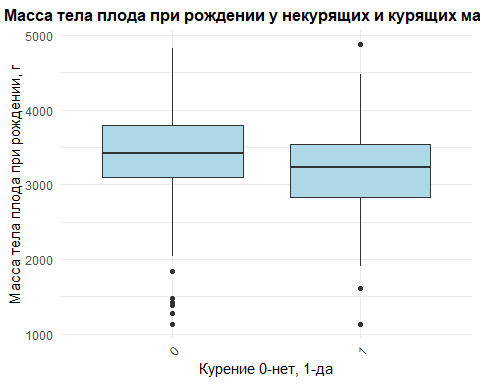 Масса тела плода при рождении у некурящих и курящих ма
Масса тела плода при рождении, г
5000
4000
3000
2000
1000
0
1
Курение 0-нет, 1-да